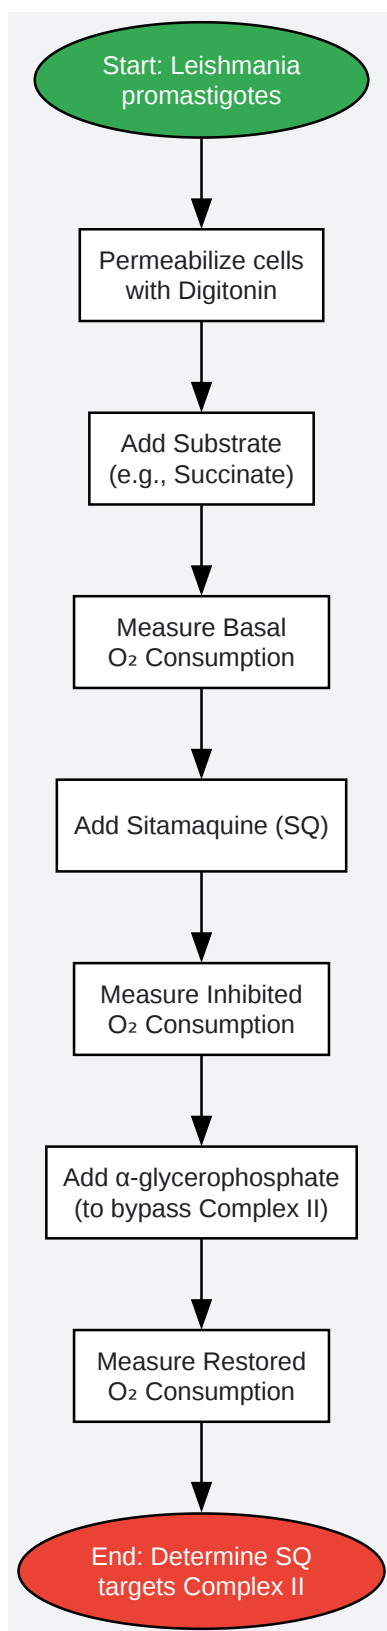 Start: Leishmania
promastigotes
Permeabilize cells
with Digitonin
Add Substrate
(e.g., Succinate)
Measure Basal
O₂ Consumption
Add Sitamaquine (SQ)
Measure Inhibited
O₂ Consumption
Add α-glycerophosphate
(to bypass Complex II)
Measure Restored
O₂ Consumption
End: Determine SQ
targets Complex II